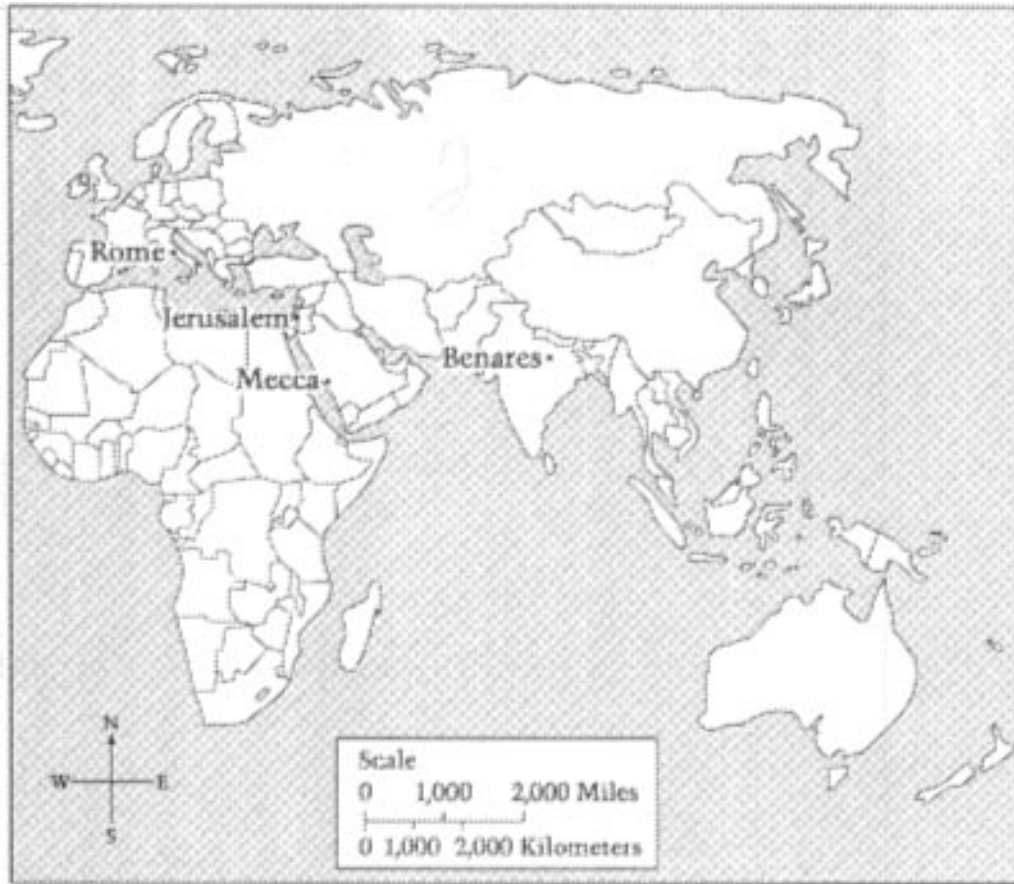 Rome
Jerusalem
Benares
Mecca
N
W E
S
Scale
0 1,000 2,000 Miles
0 1,000 2,000 Kilometers